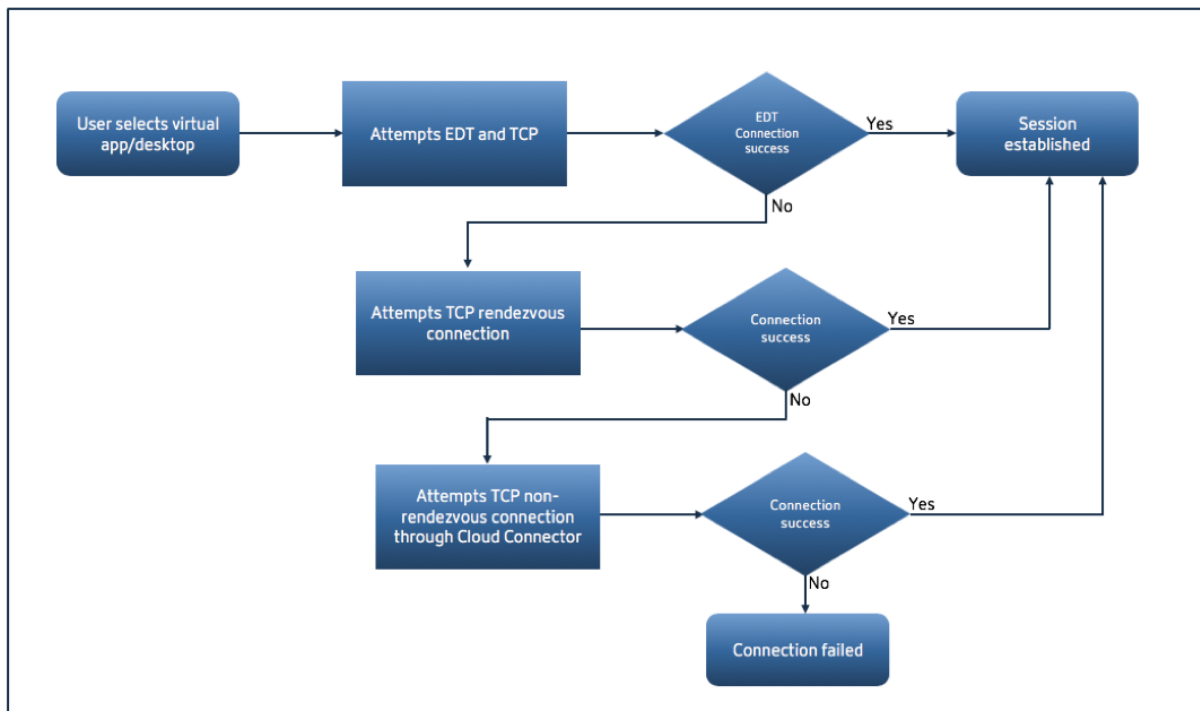 User selects virtual
app/desktop
Attempts EDT and TCP
EDT
Connection
success
Yes
Session
established
No
Attempts TCP rendezvous
connection
Connection
success
Yes
No
Attempts TCP non-
rendezvous connection
through Cloud Connector
Connection
success
Yes
No
Connection failed